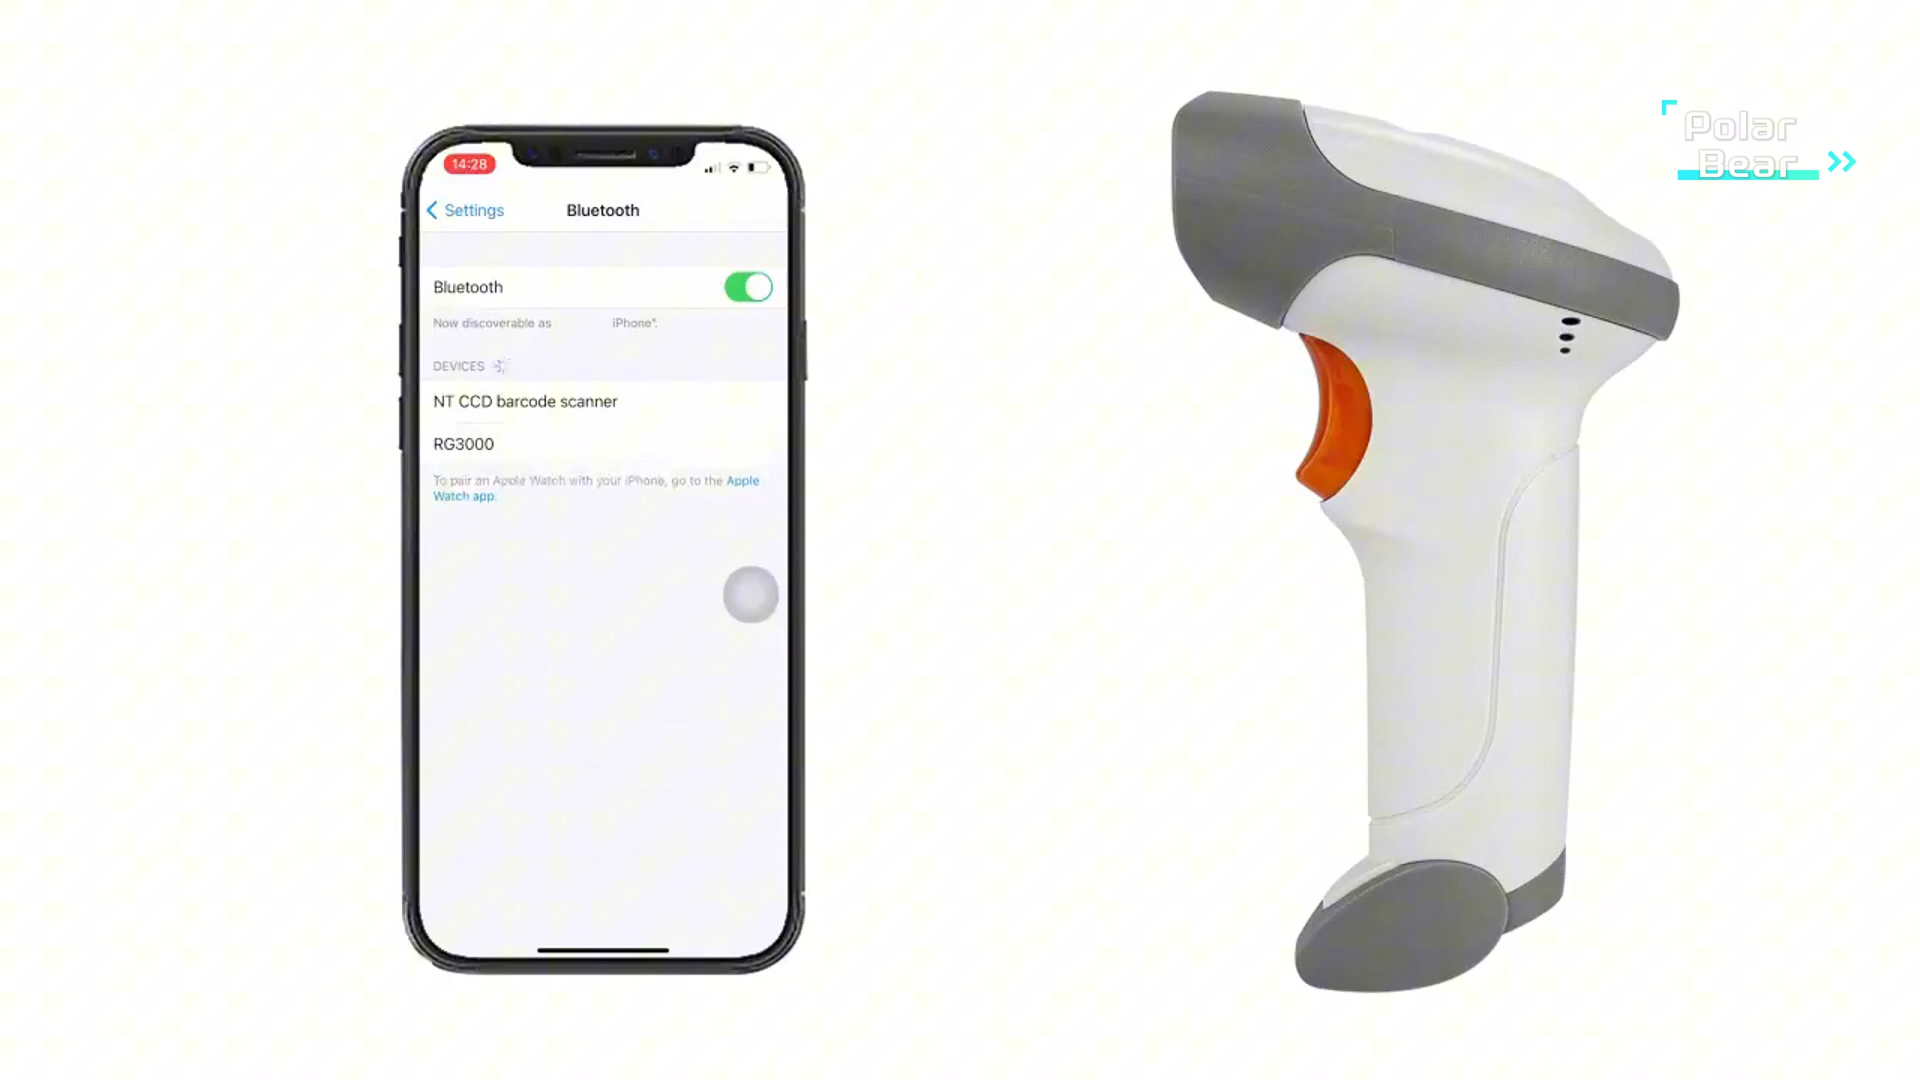 14:28
Settings
Bluetooth
Bluetooth
Now discoverable as iPhone".
DEVICES
NT CCD barcode scanner
RG3000
To pair an Apple Watch with your iPhone, go to the Apple
Watch app.
Polar
Bear